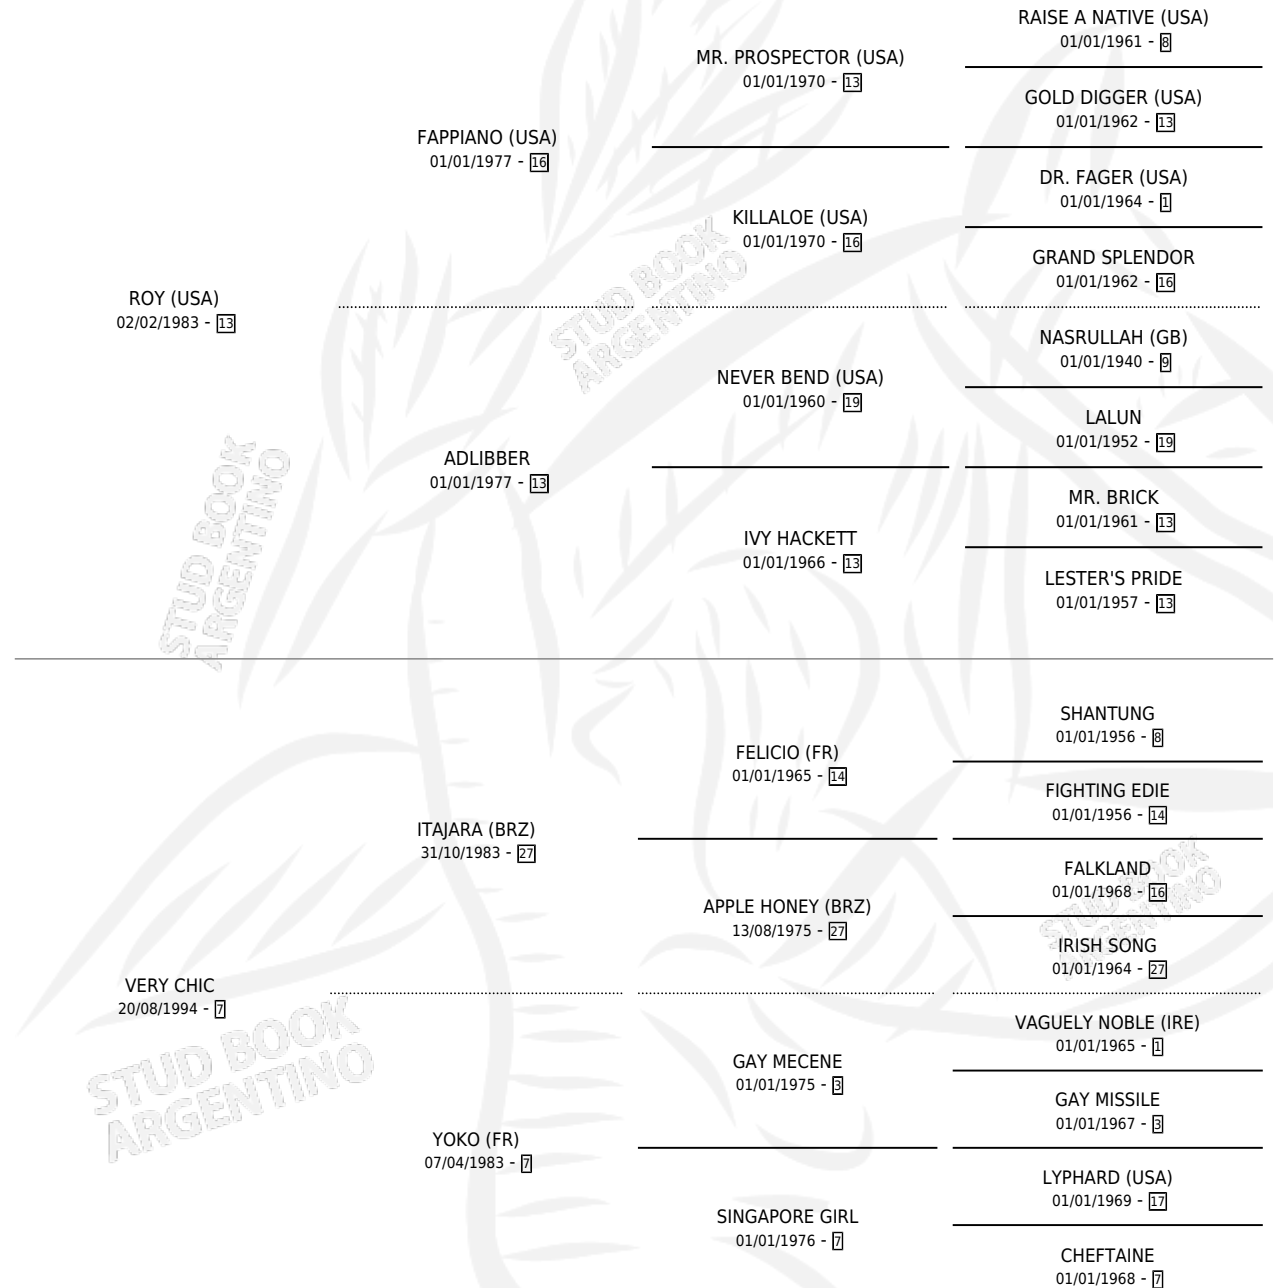 RAISE A NATIVE (USA)
01/01/1961 - 8
MR. PROSPECTOR (USA)
01/01/1970 - 13
GOLD DIGGER (USA)
01/01/1962 - 13
FAPPIANO (USA)
01/01/1977 - 16
DR. FAGER (USA)
01/01/1964 - 1
KILLALOE (USA)
01/01/1970 - 16
GRAND SPLENDOR
01/01/1962 - 16
ROY (USA)
02/02/1983 - 13
NASRULLAH (GB)
01/01/1940 - 9
NEVER BEND (USA)
01/01/1960 - 19
LALUN
01/01/1952 - 19
ADLIBBER
01/01/1977 - 13
MR. BRICK
01/01/1961 - 13
IVY HACKETT
01/01/1966 - 13
LESTER'S PRIDE
01/01/1957 - 13
SHANTUNG
01/01/1956 - 8
FELICIO (FR)
01/01/1965 - 14
FIGHTING EDIE
01/01/1956 - 14
ITAJARA (BRZ)
31/10/1983 - 27
FALKLAND
01/01/1968 - 16
APPLE HONEY (BRZ)
13/08/1975 - 27
IRISH SONG
01/01/1964 - 27
VERY CHIC
20/08/1994 - 7
VAGUELY NOBLE (IRE)
01/01/1965 - 1
GAY MECENE
01/01/1975 - 3
GAY MISSILE
01/01/1967 - 3
YOKO (FR)
07/04/1983 - 7
LYPHARD (USA)
01/01/1969 - 17
SINGAPORE GIRL
01/01/1976 - 7
CHEFTAINE
01/01/1968 - 7
STUD BOOK
ARGENTINO
STUD BOOK
ARGENTINO
STUD BOOK
ARGENTINO
STUD BOOK
ARGENTINO